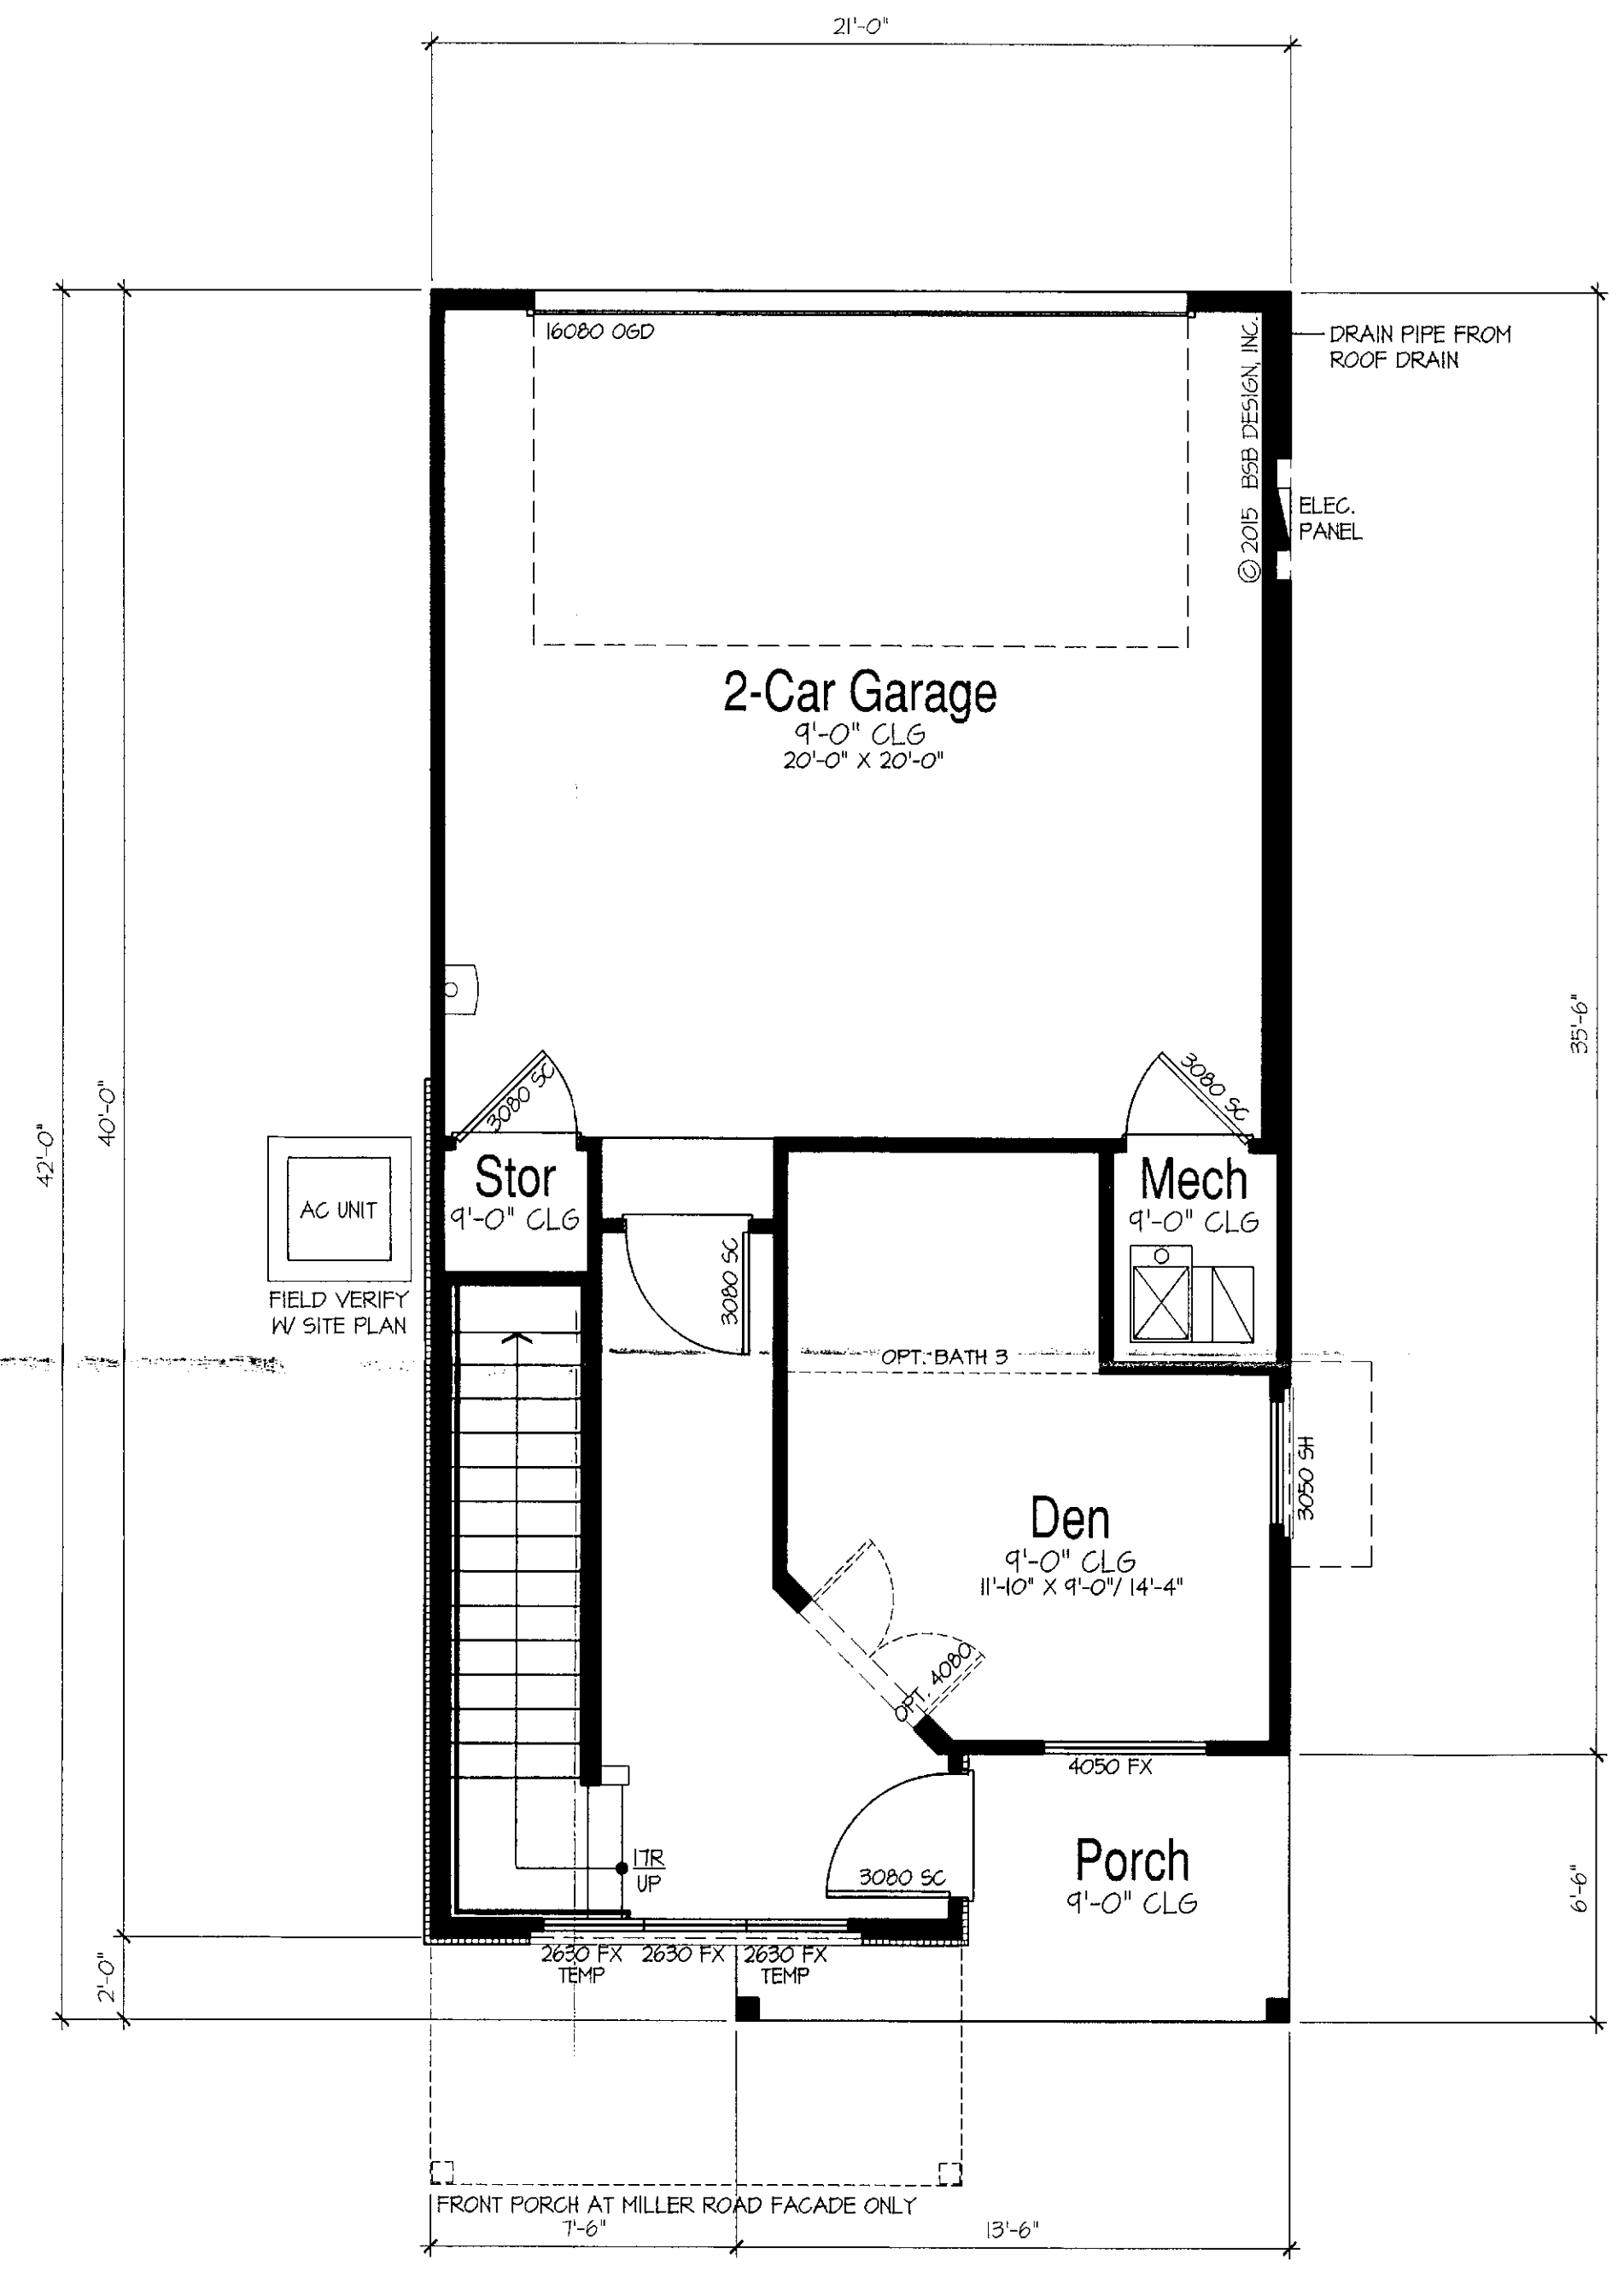 21'-0"
16080 OGD
© 2015 BSB DESIGN, INC.
DRAIN PIPE FROM
ROOF DRAIN
ELEC.
PANEL
2-Car Garage
9'-0" CLG
20'-0" X 20'-0"
35'-6"
42'-0"
40'-0"
3080 SC
3080 SC
AC UNIT
FIELD VERIFY
W/ SITE PLAN
Stor
9'-0" CLG
3080 SC
Mech
9'-0" CLG
OPT. BATH 3
3050 SH
Den
9'-0" CLG
11'-10" X 9'-0"/ 14'-4"
OPT. 4080
4050 FX
17R
UP
3080 SC
Porch
9'-0" CLG
6'-6"
2'-0"
2630 FX
TEMP
2630 FX
2630 FX
TEMP
FRONT PORCH AT MILLER ROAD FACADE ONLY
7'-6"
13'-6"